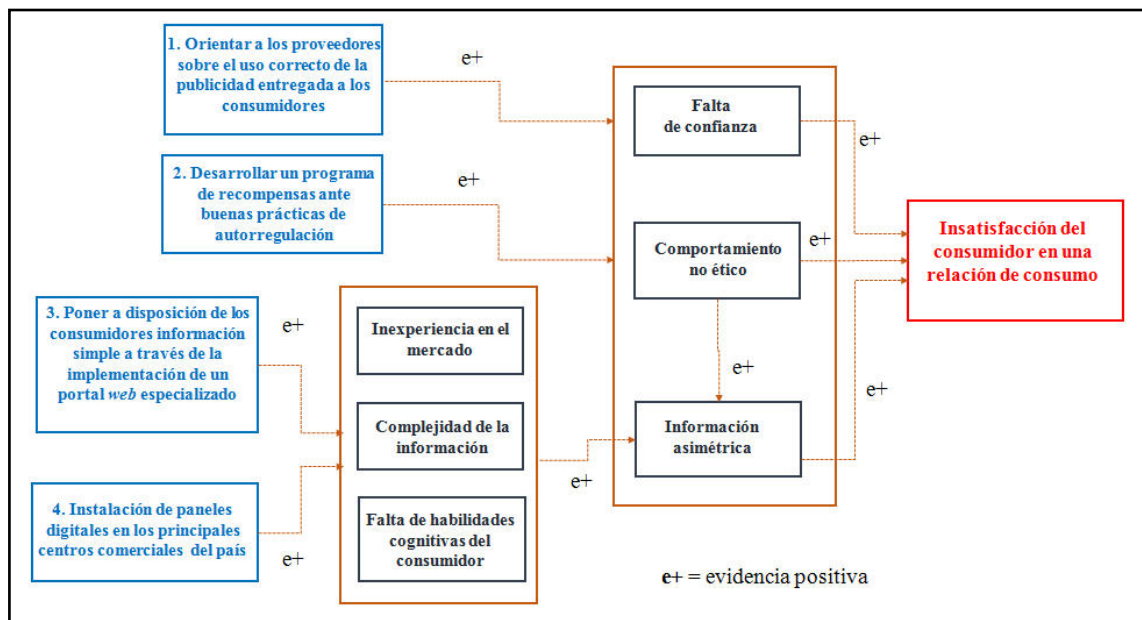 1. Orientar a los proveedores
sobre el uso correcto de la
publicidad entregada a los
consumidores
e+
2. Desarrollar un programa
de recompensas ante
buenas prácticas de
autorregulación
e+
3. Poner a disposición de los
consumidores información
simple a través de la
implementación de un
portal web especializado
e+
4. Instalación de paneles
digitales en los principales
centros comerciales del país
e+
Inexperiencia en el
mercado
Complejidad de la
información
Falta de habilidades
cognitivas del
consumidor
e+
Falta
de confianza
e+
Comportamiento
no ético
e+
e+
Información
asimétrica
e+
Insatisfacción del
consumidor en una
relación de consumo
e+ = evidencia positiva